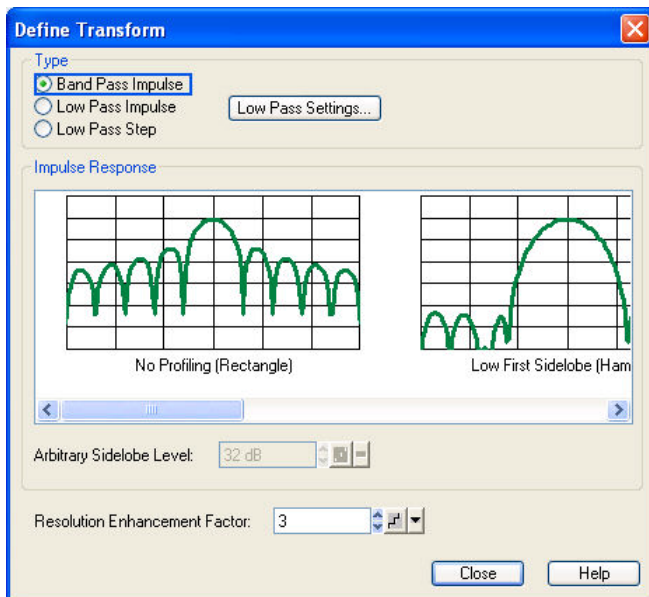 Define Transform
Type
Band Pass Impulse
Low Pass Impulse
Low Pass Settings...
Low Pass Step
Impulse Response
No Profiling (Rectangle)
Low First Sidelobe (Ham
Arbitrary Sidelobe Level:
32 dB
Resolution Enhancement Factor:
3
Close
Help